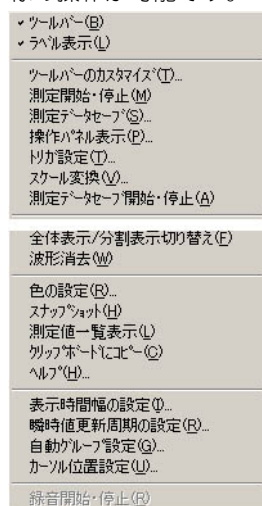 ツールバー(B)
ラベル表示(L)
ツールバーのカスタマイズ(T)...
測定開始・停止(M)
測定データセーブ(S)...
操作パネル表示(P)...
トリガ設定(T)...
スケール変換(V)...
測定データセーブ開始・停止(A)
全体表示/分割表示切り替え(F)
波形消去(W)
色の設定(R)...
スナップショット(H)
測定値一覧表示(L)
クリップボードにコピー(C)
ヘルプ(H)...
表示時間幅の設定(I)...
瞬時値更新周期の設定(R)...
自動グループ設定(G)...
カーソル位置設定(U)...
録音開始・停止(R)